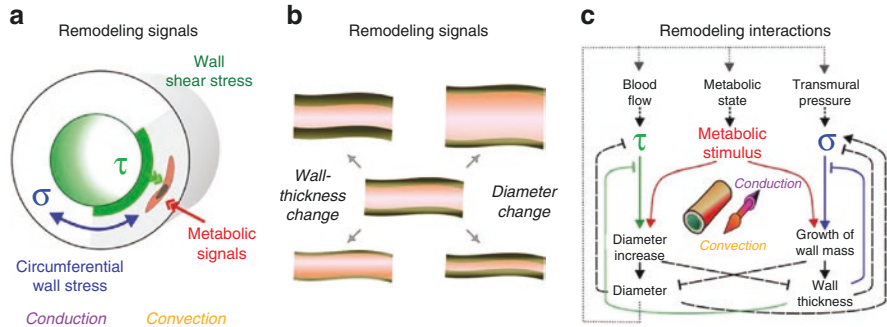 a
Remodeling signals
Wall
shear stress
τ
σ
Metabolic
signals
Circumferential
wall stress
Conduction
Convection
b
Remodeling signals
Wall-
thickness
change
Diameter
change
c
Remodeling interactions
Blood
flow
Metabolic
state
Transmural
pressure
τ
Metabolic
stimulus
σ
Conduction
Convection
Diameter
increase
Growth of
wall mass
Diameter
Wall
thickness